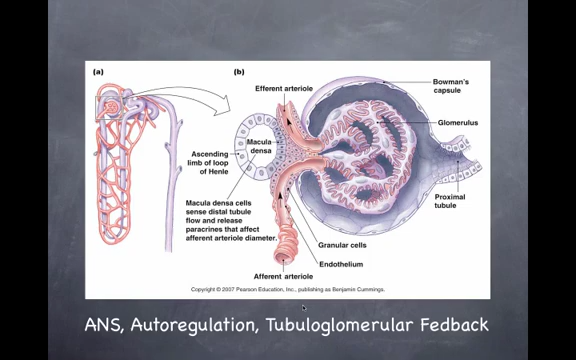 (a)
(b)
Efferent arteriole
Bowman's
capsule
Glomerulus
Macula
densa
Ascending
limb of loop
of Henle
Macula densa cells
sense distal tubule
flow and release
paracrines that affect
afferent arteriole diameter.
Proximal
tubule
Granular cells
Endothelium
Afferent arteriole
Copyright © 2007 Pearson Education, Inc., publishing as Benjamin Cummings.
ANS, Autoregulation, Tubuloglomerular Fedback